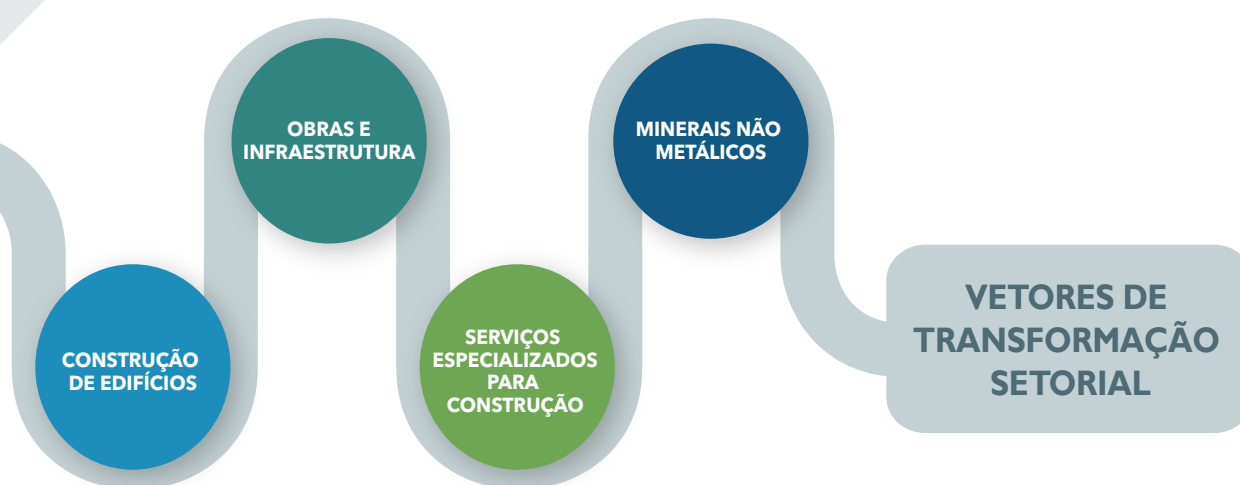 CONSTRUÇÃO
DE EDIFÍCIOS
OBRAS E
INFRAESTRUTURA
SERVIÇOS
ESPECIALIZADOS
PARA
CONSTRUÇÃO
MINERAIS NÃO
METÁLICOS
VETORES DE
TRANSFORMAÇÃO
SETORIAL